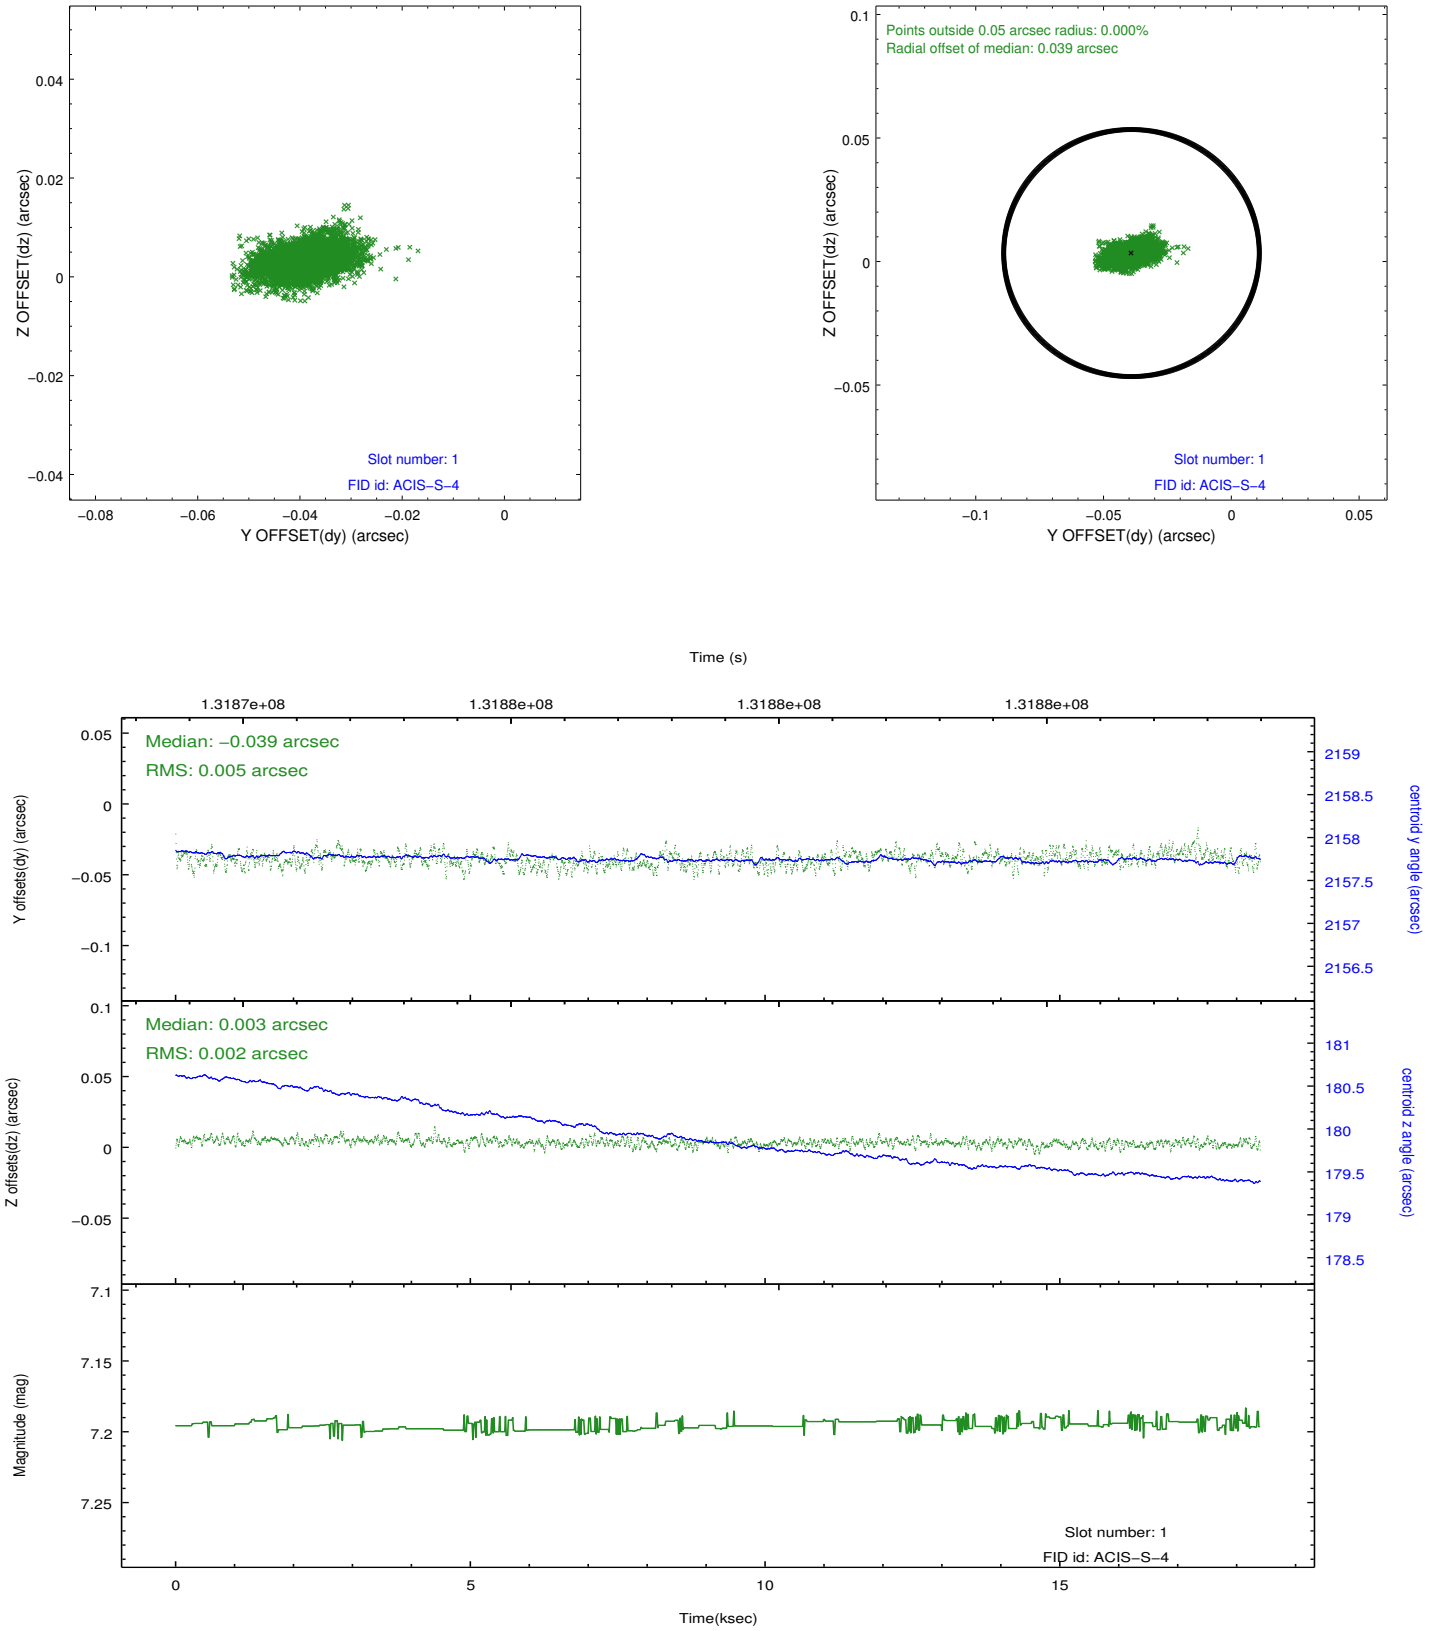 0.04
0.02
0
−0.02
−0.04
Z OFFSET(dz) (arcsec)
Slot number: 1
FID id: ACIS−S−4
−0.08
−0.06
−0.04
−0.02
0
Y OFFSET(dy) (arcsec)
0.1
0.05
0
−0.05
Z OFFSET(dz) (arcsec)
Points outside 0.05 arcsec radius: 0.000%
Radial offset of median: 0.039 arcsec
Slot number: 1
FID id: ACIS−S−4
−0.1
−0.05
0
0.05
Y OFFSET(dy) (arcsec)
Time (s)
1.3187e+08
1.3188e+08
1.3188e+08
1.3188e+08
0.05
0
−0.05
−0.1
Y offsets(dy) (arcsec)
Median: −0.039 arcsec
RMS: 0.005 arcsec
2159
2158.5
2158
2157.5
2157
2156.5
centroid y angle (arcsec)
0.1
0.05
0
−0.05
Z offsets(dz) (arcsec)
Median: 0.003 arcsec
RMS: 0.002 arcsec
181
180.5
180
179.5
179
178.5
centroid z angle (arcsec)
7.1
7.15
7.2
7.25
Magnitude (mag)
Slot number: 1
FID id: ACIS−S−4
0
5
10
15
Time(ksec)